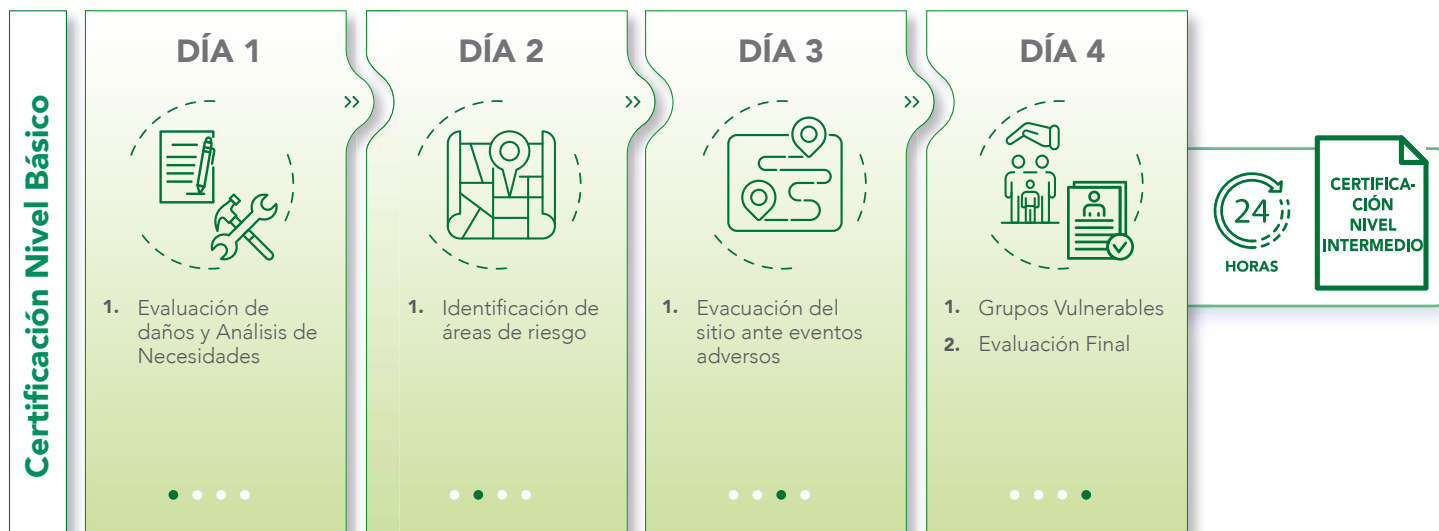 Certificación Nivel Básico
DÍA 1
1. Evaluación de
daños y Análisis de
Necesidades
DÍA 2
1. Identificación de
áreas de riesgo
DÍA 3
1. Evacuación del
sitio ante eventos
adversos
DÍA 4
1. Grupos Vulnerables
2. Evaluación Final
24
HORAS
CERTIFICA-
CIÓN
NIVEL
INTERMEDIO